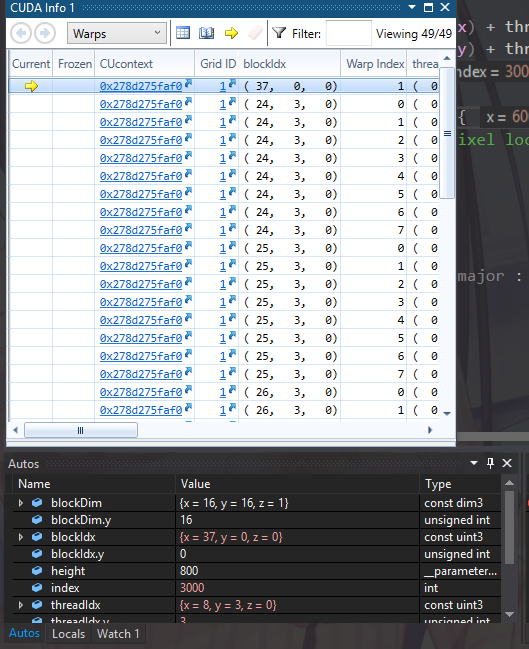 CUDA Info 1
Warps Filter: Viewing 49/49
Current Frozen CUcontext Grid ID blockIdx Warp Index threa
0x278d275faf0 1 ( 37, 0, 0) 1 ( 0
0x278d275faf0 1 ( 24, 3, 0) 0 ( 0
0x278d275faf0 1 ( 24, 3, 0) 1 ( 0
0x278d275faf0 1 ( 24, 3, 0) 2 ( 0
0x278d275faf0 1 ( 24, 3, 0) 3 ( 0
0x278d275faf0 1 ( 24, 3, 0) 4 ( 0
0x278d275faf0 1 ( 24, 3, 0) 5 ( 0
0x278d275faf0 1 ( 24, 3, 0) 6 ( 0
0x278d275faf0 1 ( 24, 3, 0) 7 ( 0
0x278d275faf0 1 ( 25, 3, 0) 0 ( 0
0x278d275faf0 1 ( 25, 3, 0) 1 ( 0
0x278d275faf0 1 ( 25, 3, 0) 2 ( 0
0x278d275faf0 1 ( 25, 3, 0) 3 ( 0
0x278d275faf0 1 ( 25, 3, 0) 4 ( 0
0x278d275faf0 1 ( 25, 3, 0) 5 ( 0
0x278d275faf0 1 ( 25, 3, 0) 6 ( 0
0x278d275faf0 1 ( 25, 3, 0) 7 ( 0
0x278d275faf0 1 ( 26, 3, 0) 0 ( 0
0x278d275faf0 1 ( 26, 3, 0) 1 ( 0
x) + thr
y) + thr
index = 300
{ x = 60
ixel loc
major :
Autos
Name Value Type
blockDim {x = 16, y = 16, z = 1} const dim3
blockDim.y 16 unsigned int
blockIdx {x = 37, y = 0, z = 0} const uint3
blockIdx.y 0 unsigned int
height 800 __parameter...
index 3000 int
threadIdx {x = 8, y = 3, z = 0} const uint3
threadIdx.y 3 unsigned int
Autos Locals Watch 1